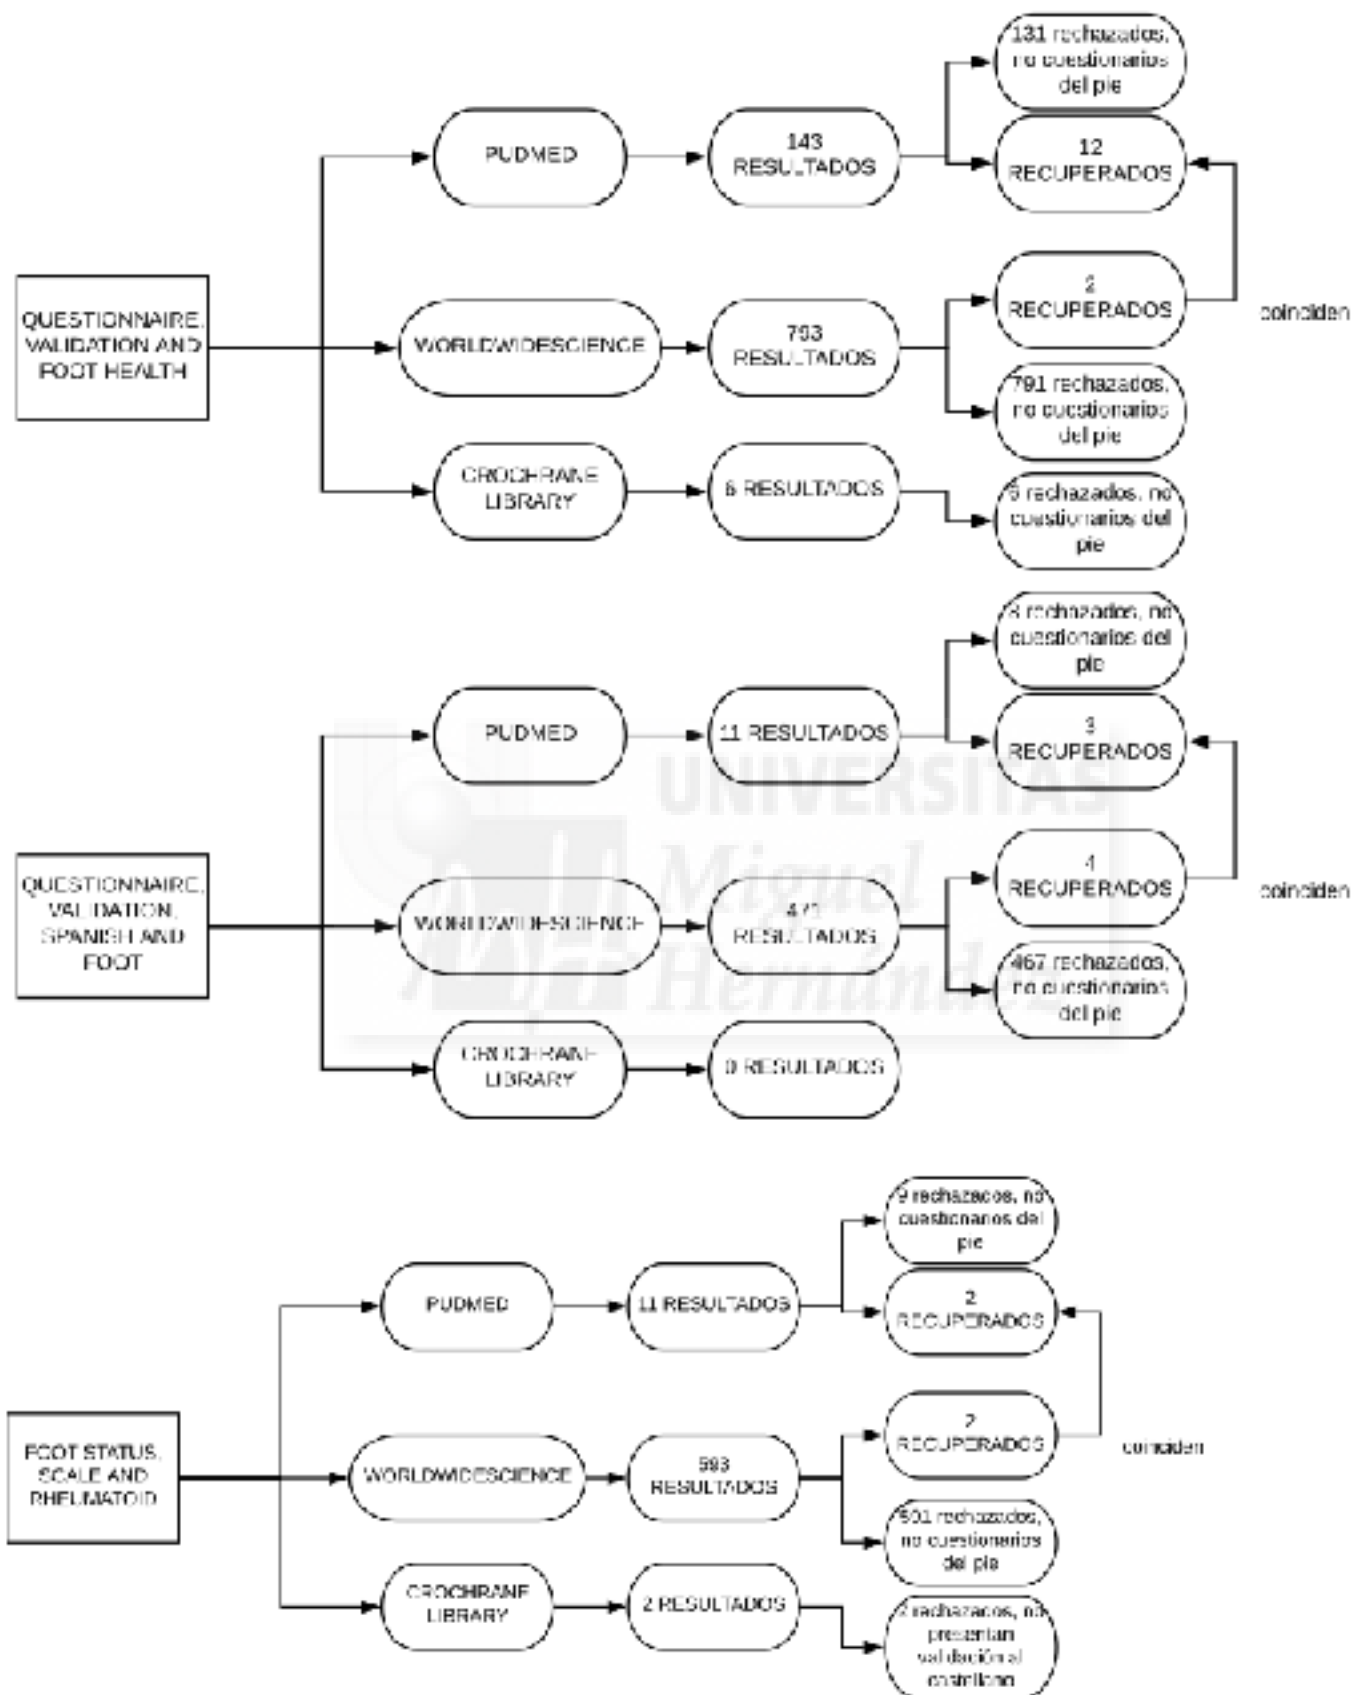 QUESTIONNAIRE,
VALIDATION AND
FOOT HEALTH
PUDMED
143
RESULTADOS
131 rechazados,
no cuestionarios
del pie
12
RECUPERADOS
WORLDWIDESCIENCE
793
RESULTADOS
2
RECUPERADOS
coinciden
791 rechazados,
no cuestionarios
del pie
CROCHRANE
LIBRARY
6 RESULTADOS
6 rechazados, no
cuestionarios del
pie
QUESTIONNAIRE,
VALIDATION,
SPANISH AND
FOOT
PUDMED
11 RESULTADOS
8 rechazados, no
cuestionarios del
pie
3
RECUPERADOS
WORLDWIDESCIENCE
471
RESULTADOS
4
RECUPERADOS
coinciden
467 rechazados,
no cuestionarios
del pie
CROCHRANE
LIBRARY
0 RESULTADOS
UNIVERSITAS
Miguel
Hernández
FOOT STATUS,
SCALE AND
RHEUMATOID
PUDMED
11 RESULTADOS
9 rechazados, no
cuestionarios del
pie
2
RECUPERADOS
WORLDWIDESCIENCE
593
RESULTADOS
2
RECUPERADOS
coinciden
591 rechazados,
no cuestionarios
del pie
CROCHRANE
LIBRARY
2 RESULTADOS
2 rechazados, no
presentan
validación al
castellano